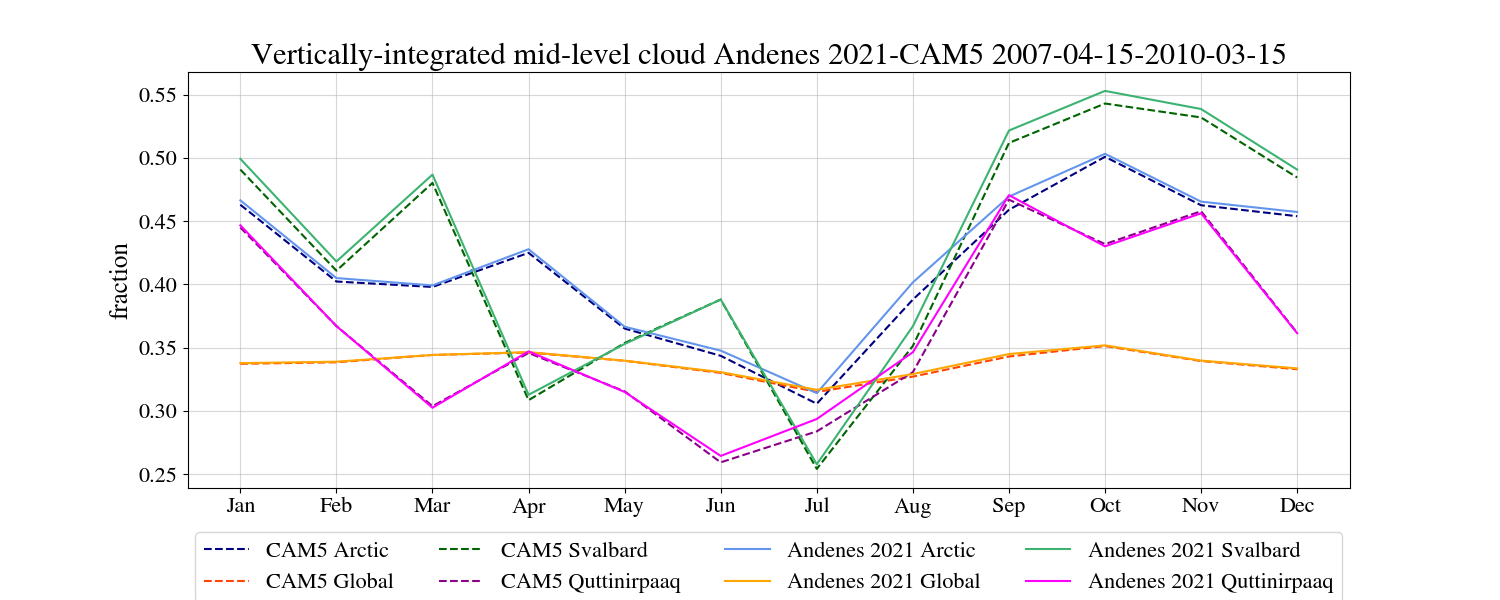 Vertically-integrated mid-level cloud Andenes 2021-CAM5 2007-04-15-2010-03-15
fraction
0.55
0.50
0.45
0.40
0.35
0.30
0.25
Jan Feb Mar Apr May Jun Jul Aug Sep Oct Nov Dec
CAM5 Arctic CAM5 Svalbard Andenes 2021 Arctic Andenes 2021 Svalbard
CAM5 Global CAM5 Quttinirpaaq Andenes 2021 Global Andenes 2021 Quttinirpaaq